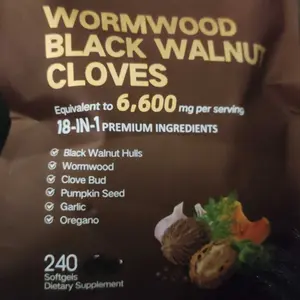 WORMWOOD
BLACK WALNUT
CLOVES
Equivalent to 6,600 mg per serving
18-IN-1 PREMIUM INGREDIENTS
Black Walnut Hulls
Wormwood
Clove Bud
Pumpkin Seed
Garlic
Oregano
240
Softgels
Dietary Supplement